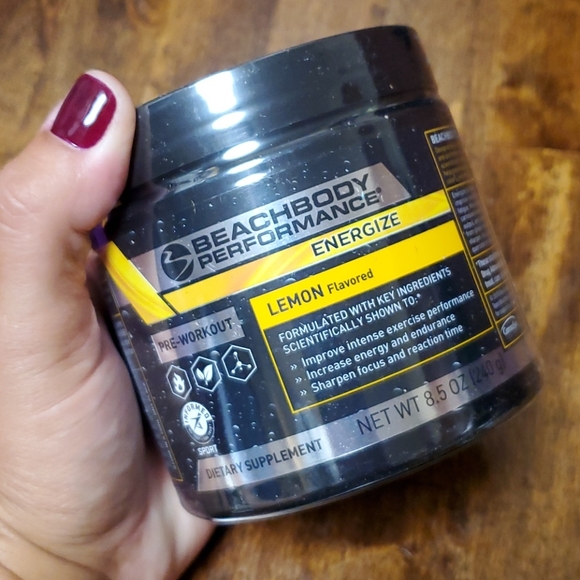 BEACHBODY®
PERFORMANCE®
ENERGIZE
LEMON Flavored
FORMULATED WITH KEY INGREDIENTS
SCIENTIFICALLY SHOWN TO:*
» Improve intense exercise performance
» Increase energy and endurance
» Sharpen focus and reaction time
PRE-WORKOUT
INFORMED
SPORT
DIETARY SUPPLEMENT
NET WT 8.5 OZ (240 g)